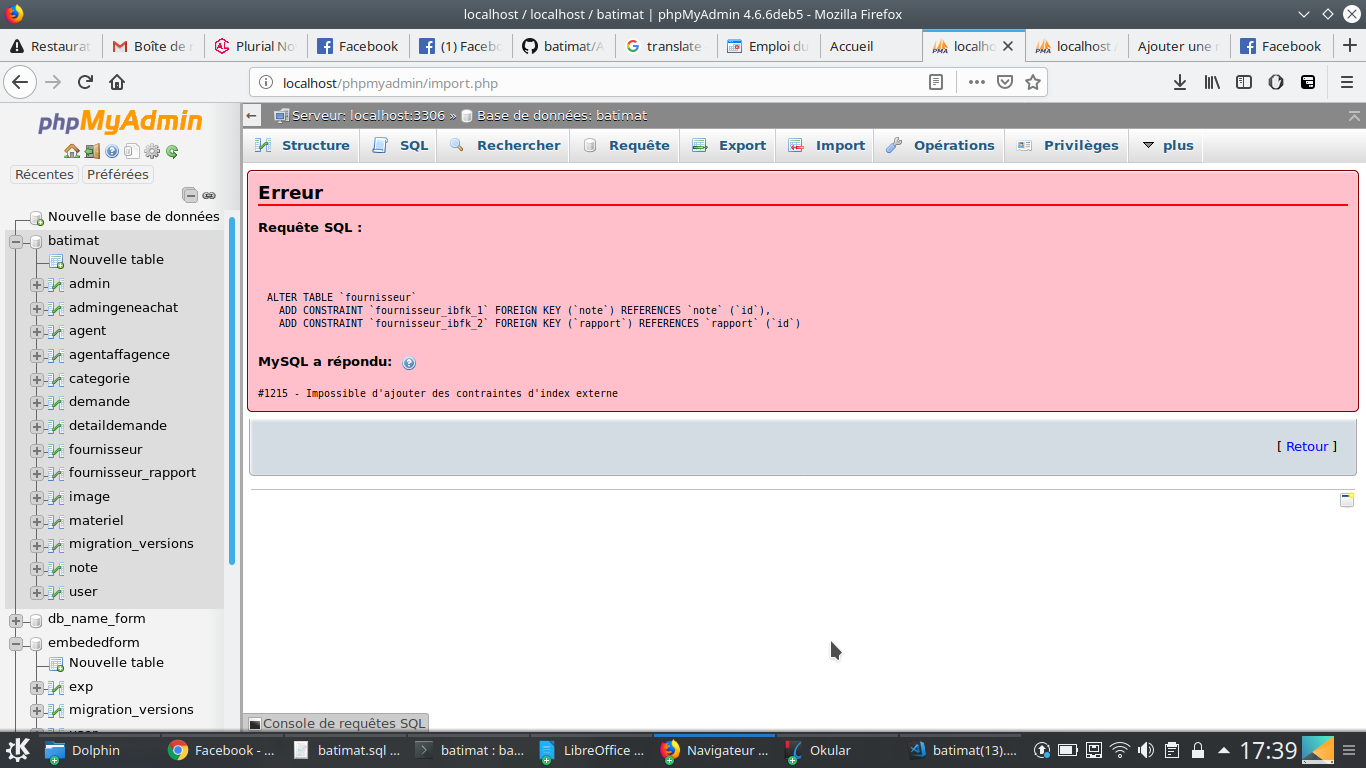 localhost / localhost / batimat | phpMyAdmin 4.6.6deb5 - Mozilla Firefox
Restaurat
Boîte de r
Plurial No
Facebook
(1) Faceb
batimat/A
translate
Emploi du
Accueil
localho
localhost /
Ajouter une r
Facebook
localhost/phpmyadmin/import.php
phpMyAdmin
Récentes
Préférées
Nouvelle base de données
batimat
Nouvelle table
admin
admingeneachat
agent
agentaffagence
categorie
demande
detaildemande
fournisseur
fournisseur_rapport
image
materiel
migration_versions
note
user
db_name_form
embededform
Nouvelle table
exp
migration_versions
Serveur: localhost:3306 » Base de données: batimat
Structure
SQL
Rechercher
Requête
Export
Import
Opérations
Privilèges
plus
Erreur
Requête SQL :
ALTER TABLE `fournisseur`
ADD CONSTRAINT `fournisseur_ibfk_1` FOREIGN KEY (`note`) REFERENCES `note` (`id`),
ADD CONSTRAINT `fournisseur_ibfk_2` FOREIGN KEY (`rapport`) REFERENCES `rapport` (`id`)
MySQL a répondu:
#1215 - Impossible d'ajouter des contraintes d'index externe
[ Retour ]
Console de requêtes SQL
Dolphin
Facebook - ...
batimat.sql ...
batimat : ba...
LibreOffice ...
Navigateur ...
Okular
batimat(13)....
17:39